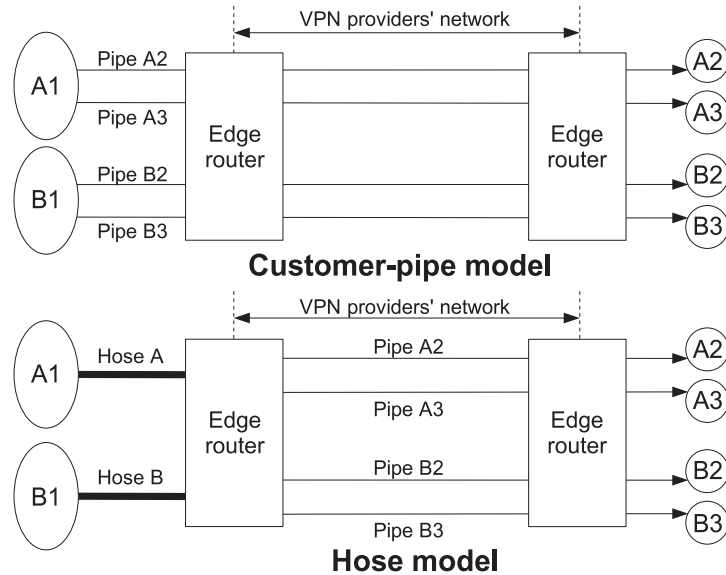 VPN providers' network
Pipe A2
A1
Pipe A3
Edge
router
Edge
router
A2
A3
Pipe B2
B1
Pipe B3
B2
B3
Customer-pipe model
VPN providers' network
Hose A
A1
Pipe A2
Pipe A3
Edge
router
Edge
router
A2
A3
Hose B
B1
Pipe B2
Pipe B3
B2
B3
Hose model